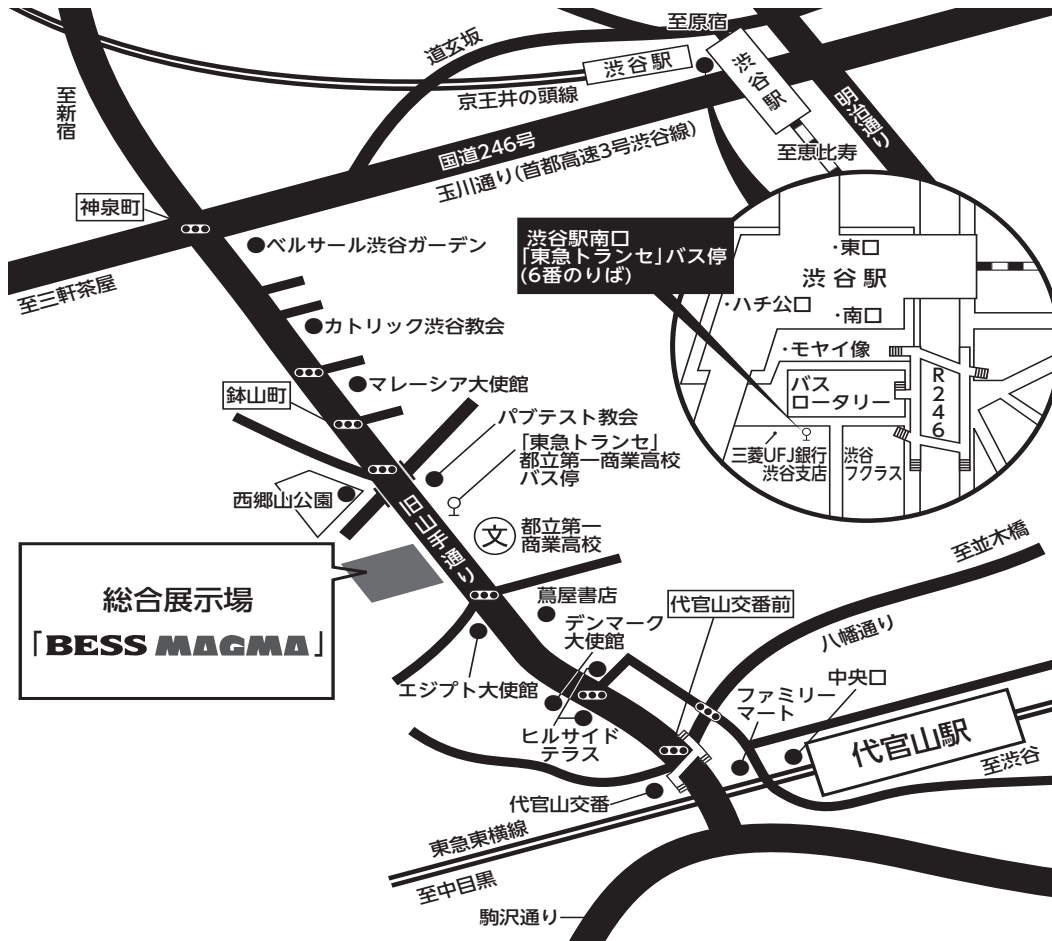 至原宿
道玄坂
渋谷駅
渋谷駅
至新宿
京王井の頭線
明治通り
国道246号
玉川通り(首都高速3号渋谷線)
至恵比寿
神泉町
渋谷駅南口
「東急トランセ」バス停
(6番のりば)
ベルサール渋谷ガーデン
至三軒茶屋
・東口
渋谷駅
・ハチ公口
・南口
カトリック渋谷教会
・モヤイ像
マレーシア大使館
バス
ロータリー
R246
鉢山町
パブテスト教会
「東急トランセ」
都立第一商業高校
バス停
三菱UFJ銀行
渋谷支店
渋谷
フクラス
西郷山公園
旧山手通り
文
都立第一
商業高校
至並木橋
総合展示場
「BESS MAGMA」
蔦屋書店
代官山交番前
デンマーク
大使館
八幡通り
エジプト大使館
中央口
ファミリー
マート
ヒルサイド
テラス
代官山駅
至渋谷
代官山交番
東急東横線
至中目黒
駒沢通り